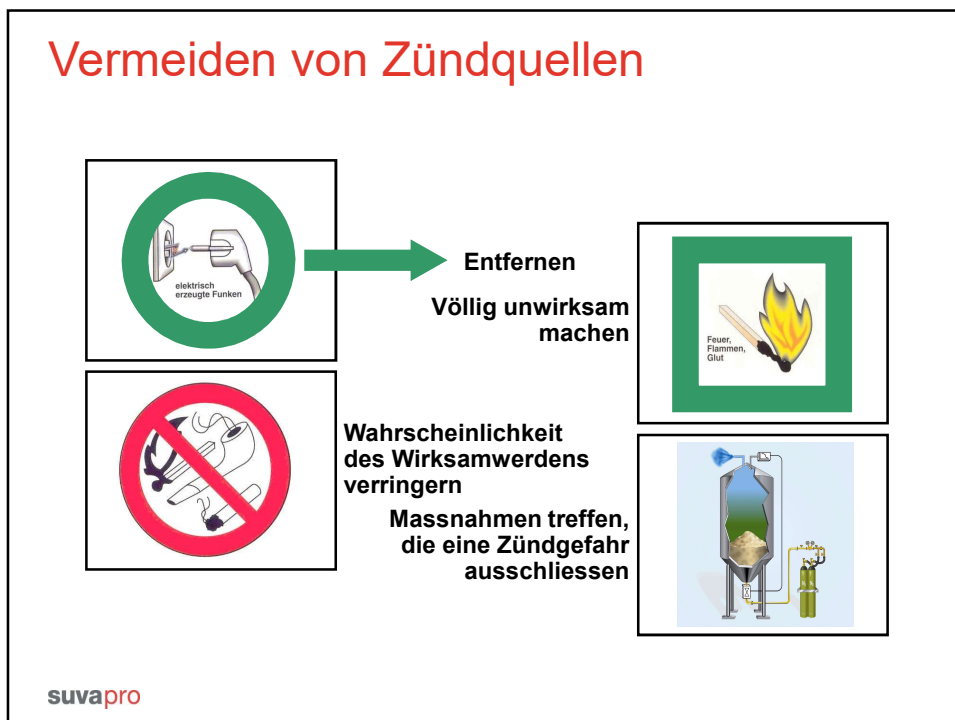 Vermeiden von Zündquellen
elektrisch
erzeugte Funken
Entfernen
Völlig unwirksam
machen
Feuer,
Flammen,
Glut
Wahrscheinlichkeit
des Wirksamwerdens
verringern
Massnahmen treffen,
die eine Zündgefahr
ausschliessen
suvapro